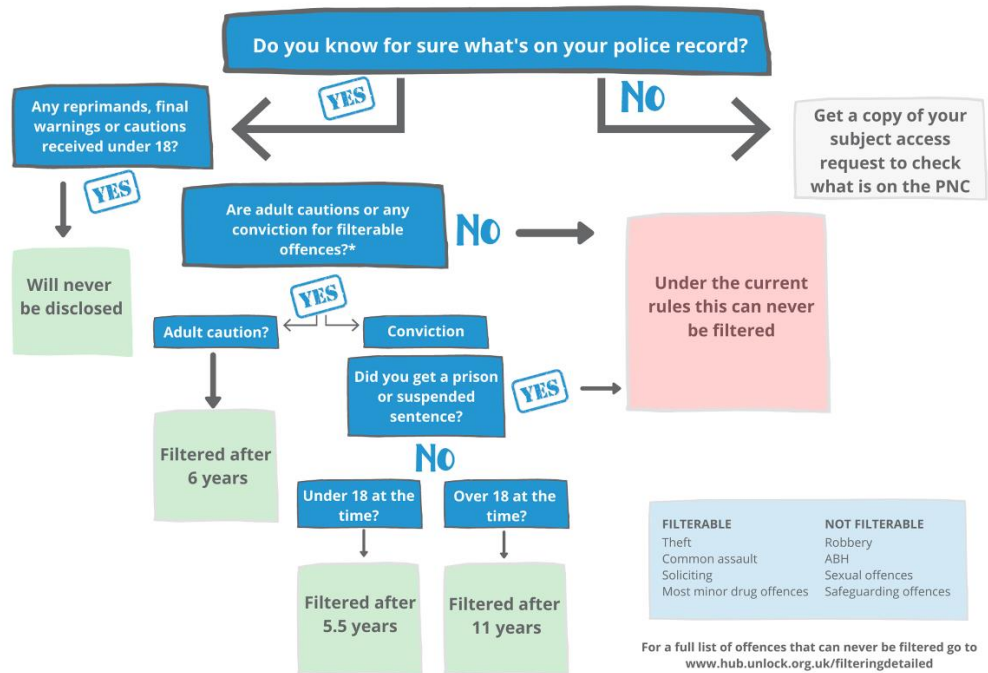 Do you know for sure what's on your police record?
YES
No
Any reprimands, final
warnings or cautions
received under 18?
Get a copy of your
subject access
request to check
what is on the PNC
YES
Are adult cautions or any
conviction for filterable
offences?*
No
Will never
be disclosed
Under the current
rules this can never
be filtered
YES
Adult caution?
Conviction
Did you get a prison
or suspended
sentence?
YES
Filtered after
6 years
No
Under 18 at the
time?
Over 18 at the
time?
Filtered after
5.5 years
Filtered after
11 years
FILTERABLE
Theft
Common assault
Soliciting
Most minor drug offences
NOT FILTERABLE
Robbery
ABH
Sexual offences
Safeguarding offences
For a full list of offences that can never be filtered go to
www.hub.unlock.org.uk/filteringdetailed